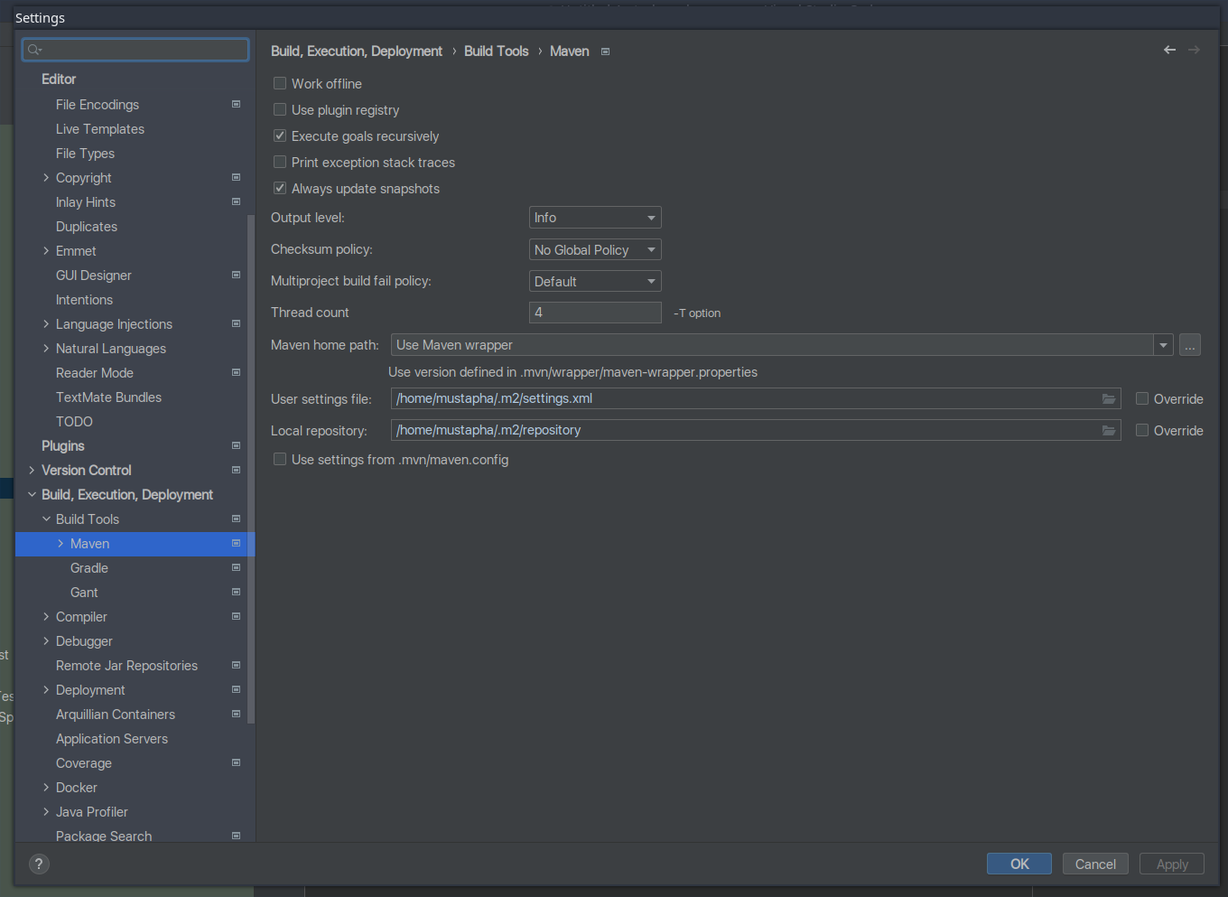 Settings
Editor
File Encodings
Live Templates
File Types
Copyright
Inlay Hints
Duplicates
Emmet
GUI Designer
Intentions
Language Injections
Natural Languages
Reader Mode
TextMate Bundles
TODO
Plugins
Version Control
Build, Execution, Deployment
Build Tools
Maven
Gradle
Gant
Compiler
Debugger
Remote Jar Repositories
Deployment
Arquillian Containers
Application Servers
Coverage
Docker
Java Profiler
Package Search
Build, Execution, Deployment › Build Tools › Maven
Work offline
Use plugin registry
Execute goals recursively
Print exception stack traces
Always update snapshots
Output level: Info
Checksum policy: No Global Policy
Multiproject build fail policy: Default
Thread count 4 -T option
Maven home path: Use Maven wrapper ...
Use version defined in .mvn/wrapper/maven-wrapper.properties
User settings file: /home/mustapha/.m2/settings.xml Override
Local repository: /home/mustapha/.m2/repository Override
Use settings from .mvn/maven.config
? OK Cancel Apply